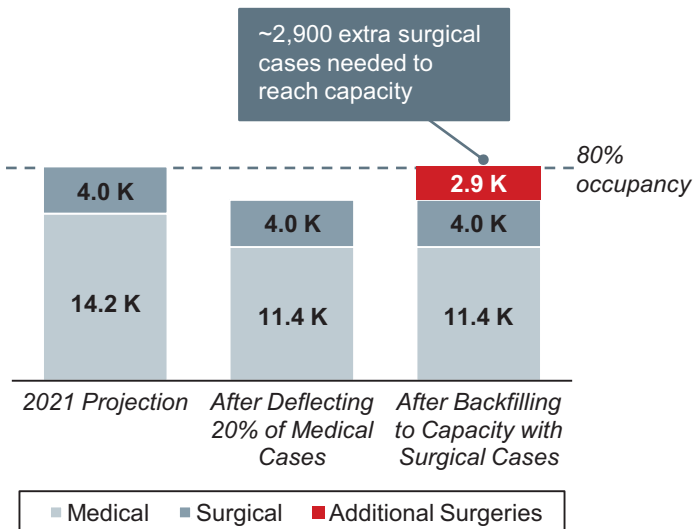 ~2,900 extra surgical
cases needed to
reach capacity
80%
occupancy
4.0 K
14.2 K
4.0 K
11.4 K
2.9 K
4.0 K
11.4 K
2021 Projection
After Deflecting
20% of Medical
Cases
After Backfilling
to Capacity with
Surgical Cases
Medical
Surgical
Additional Surgeries